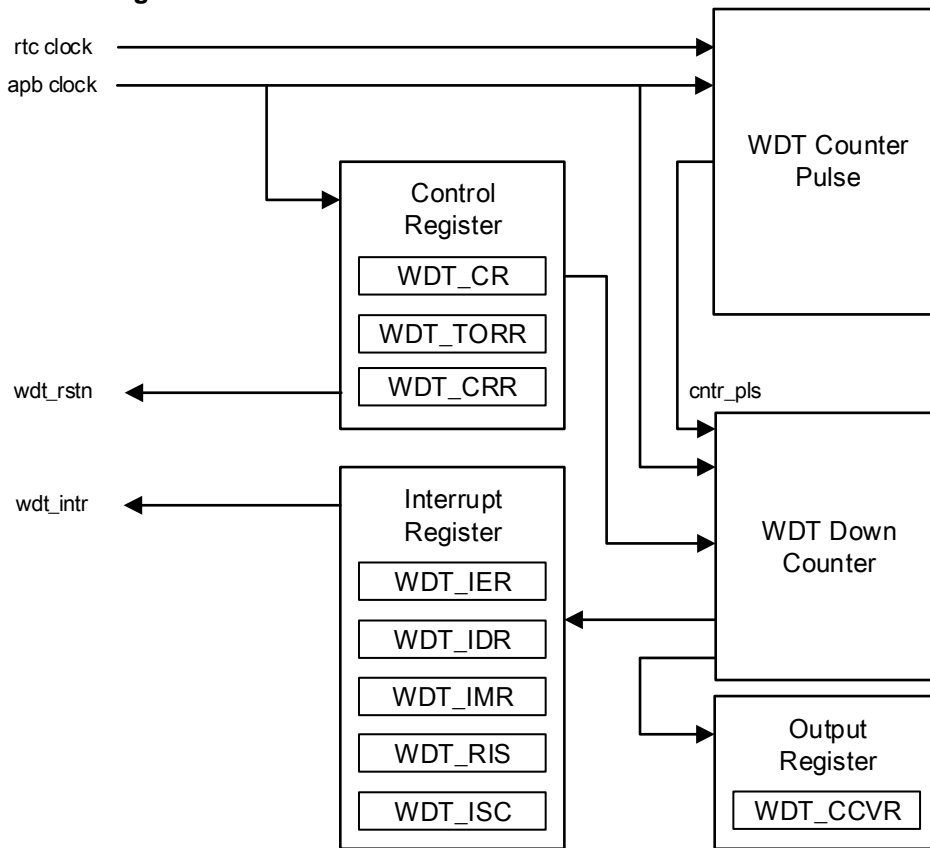 rtc clock
apb clock
WDT Counter
Pulse
Control
Register
WDT_CR
WDT_TORR
WDT_CRR
wdt_rstn
cntr_pls
wdt_intr
Interrupt
Register
WDT_IER
WDT_IDR
WDT_IMR
WDT_RIS
WDT_ISC
WDT Down
Counter
Output
Register
WDT_CCVR